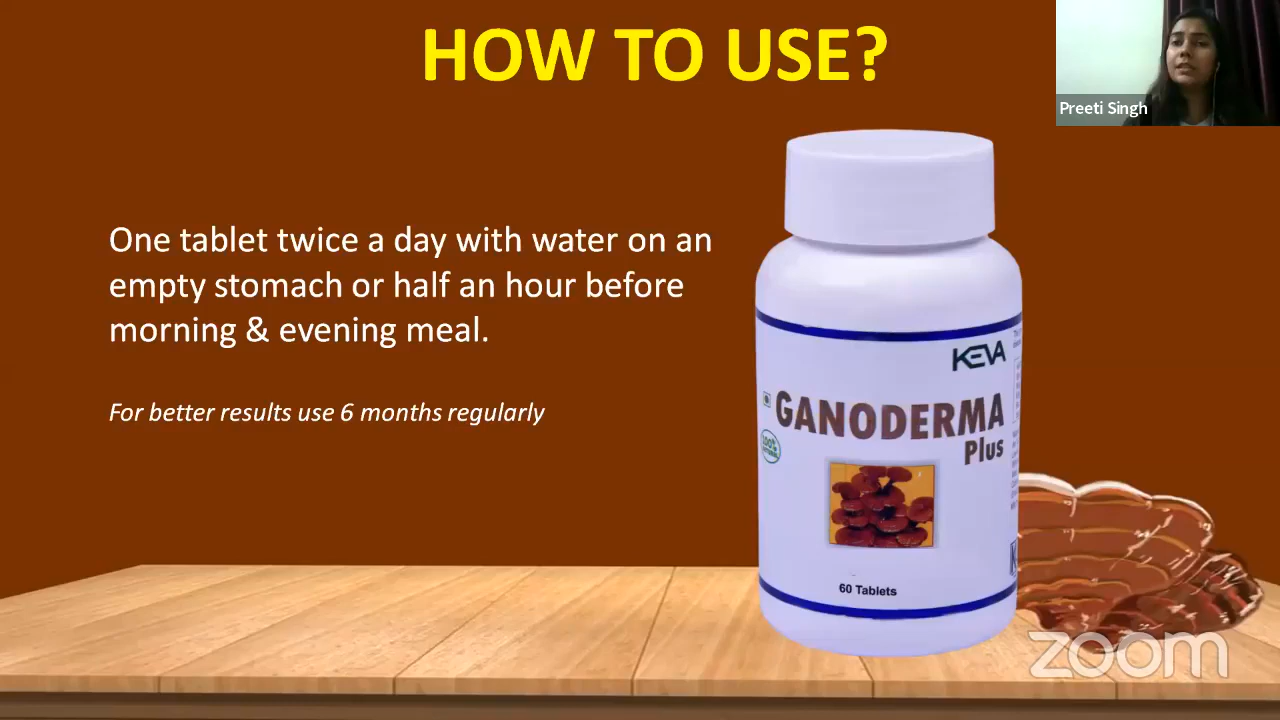 HOW TO USE?
Preeti Singh
One tablet twice a day with water on an
empty stomach or half an hour before
morning & evening meal.
For better results use 6 months regularly
KEVA
GANODERMA
Plus
100%
60 Tablets
zoom